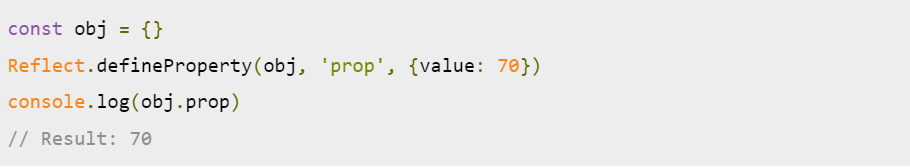 const obj = {}
Reflect.defineProperty(obj, 'prop', {value: 70})
console.log(obj.prop)
// Result: 70